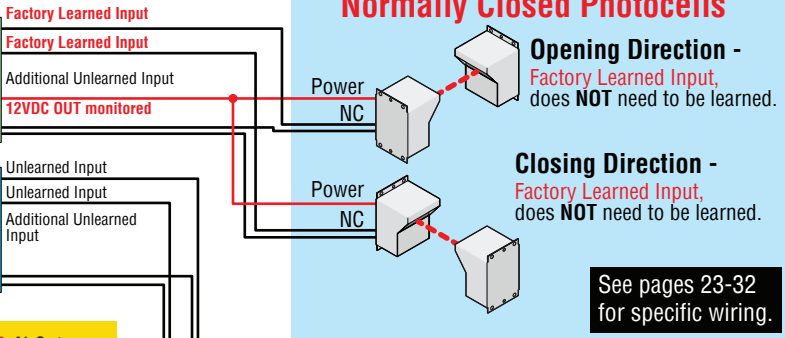 Factory Learned Input
Factory Learned Input
Additional Unlearned Input
12VDC OUT monitored
Unlearned Input
Unlearned Input
Additional Unlearned
Input
Normally Closed Photocells
Power
NC
Opening Direction -
Factory Learned Input,
does NOT need to be learned.
Power
NC
Closing Direction -
Factory Learned Input,
does NOT need to be learned.
See pages 23-32
for specific wiring.